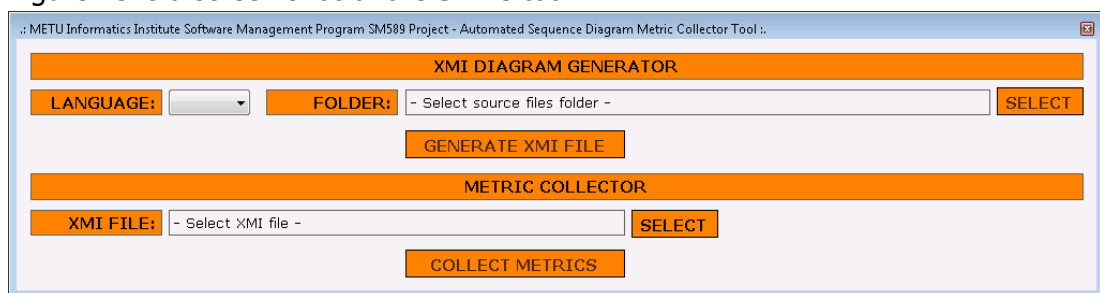 .: METU Informatics Institute Software Management Program SM589 Project - Automated Sequence Diagram Metric Collector Tool :.
XMI DIAGRAM GENERATOR
LANGUAGE: FOLDER: - Select source files folder - SELECT
GENERATE XMI FILE
METRIC COLLECTOR
XMI FILE: - Select XMI file - SELECT
COLLECT METRICS